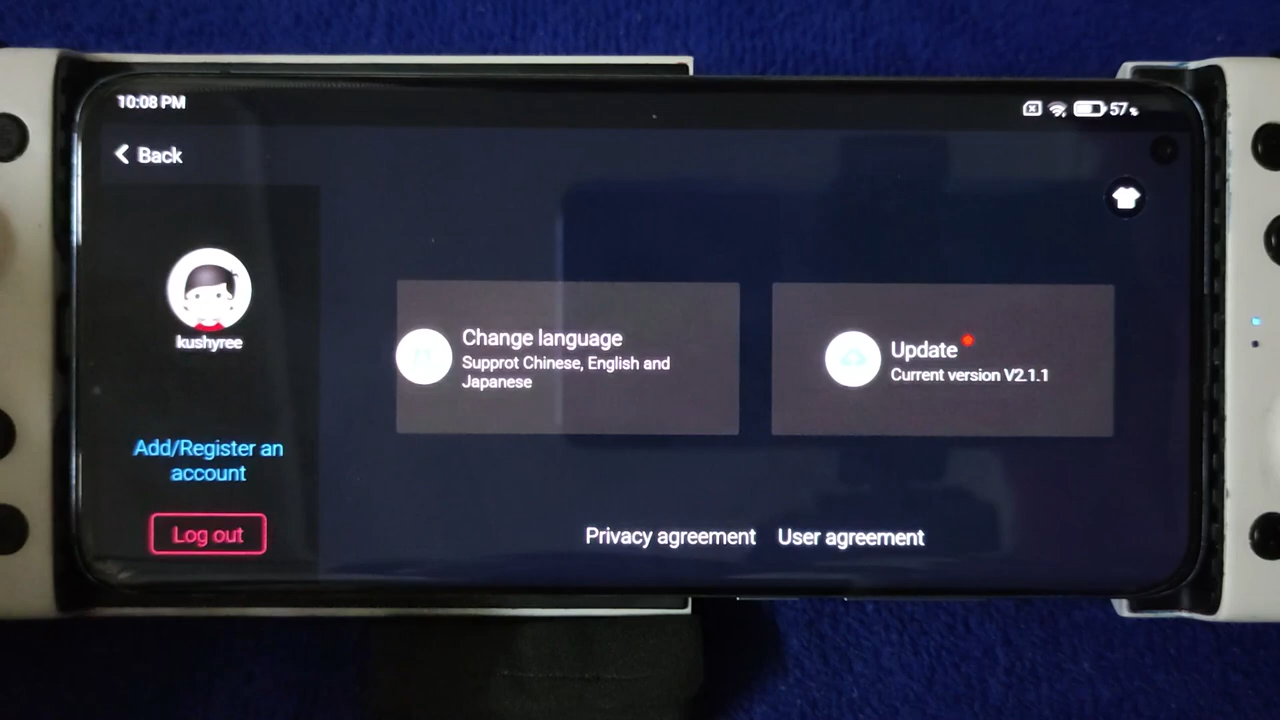 10:08 PM
57%
Back
kushyree
Add/Register an
account
Log out
Change language
Supprot Chinese, English and
Japanese
Update
Current version V2.1.1
Privacy agreement
User agreement